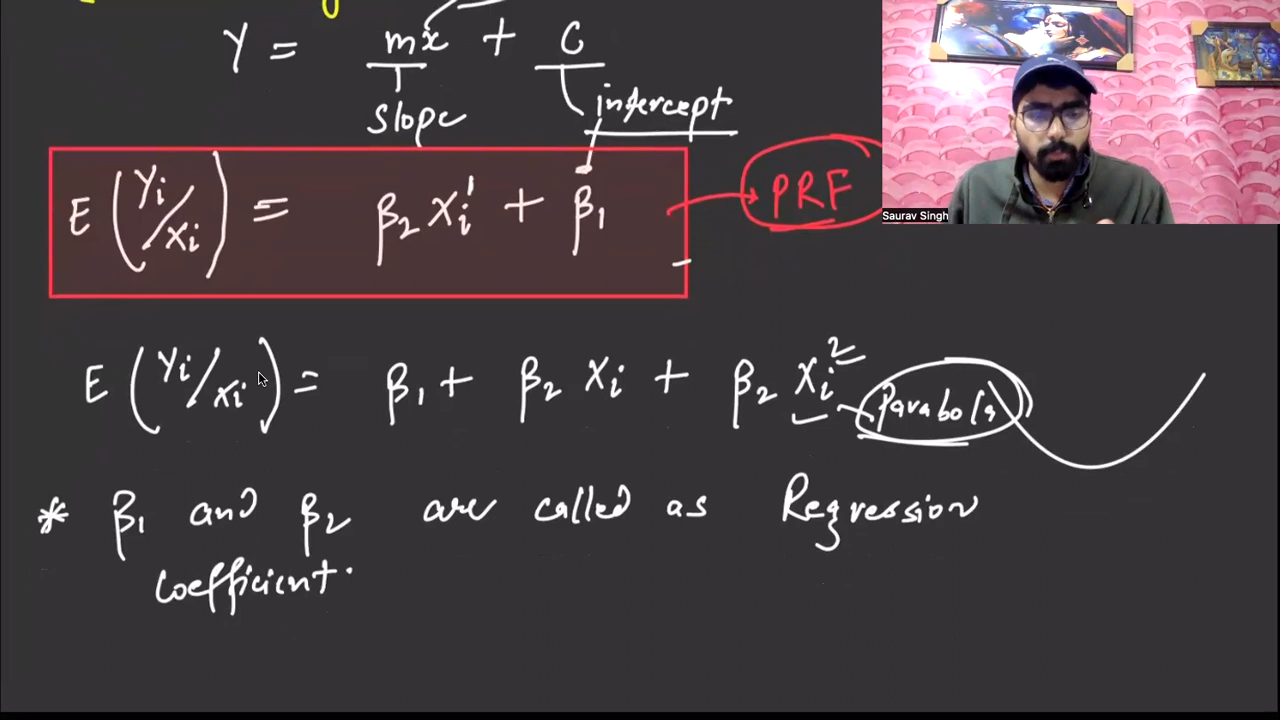 Y = mx + C
slope
intercept
E (Yi/Xi) = β2 Xi¹ + β1
PRF
Saurav Singh
E (Yi/Xi) = β1 + β2 Xi + β2 Xi²
Parabola
* β1 and β2 are called as Regression
coefficient.